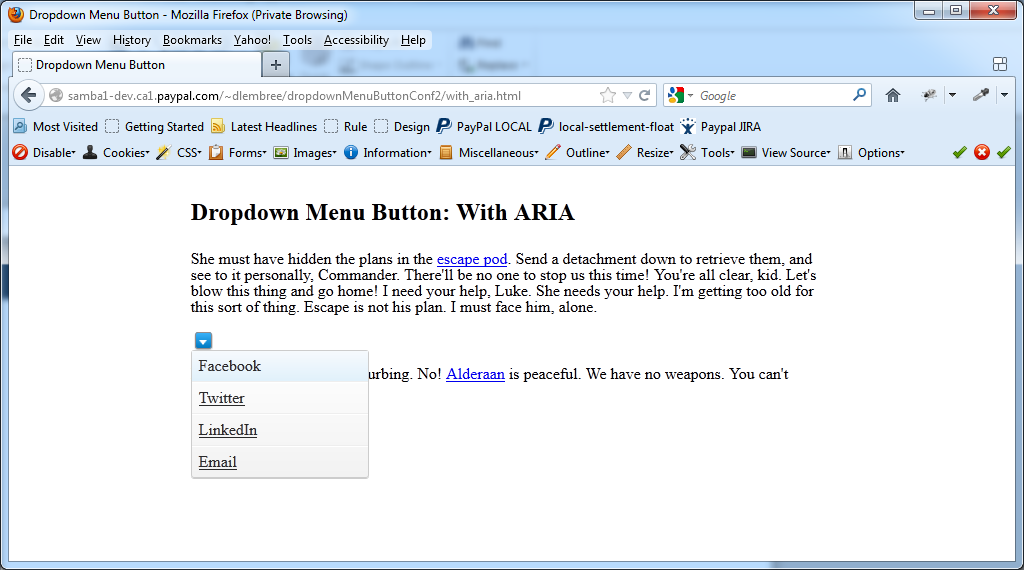 Dropdown Menu Button - Mozilla Firefox (Private Browsing)
File Edit View History Bookmarks Yahoo! Tools Accessibility Help
Dropdown Menu Button
samba1-dev.ca1.paypal.com/~dlembree/dropdownMenuButtonConf2/with_aria.html Google
Most Visited Getting Started Latest Headlines Rule Design PayPal LOCAL local-settlement-float Paypal JIRA
Disable Cookies CSS Forms Images Information Miscellaneous Outline Resize Tools View Source Options
Dropdown Menu Button: With ARIA
She must have hidden the plans in the escape pod. Send a detachment down to retrieve them, and
see to it personally, Commander. There'll be no one to stop us this time! You're all clear, kid. Let's
blow this thing and go home! I need your help, Luke. She needs your help. I'm getting too old for
this sort of thing. Escape is not his plan. I must face him, alone.
Facebook
urbing. No! Alderaan is peaceful. We have no weapons. You can't
Twitter
LinkedIn
Email